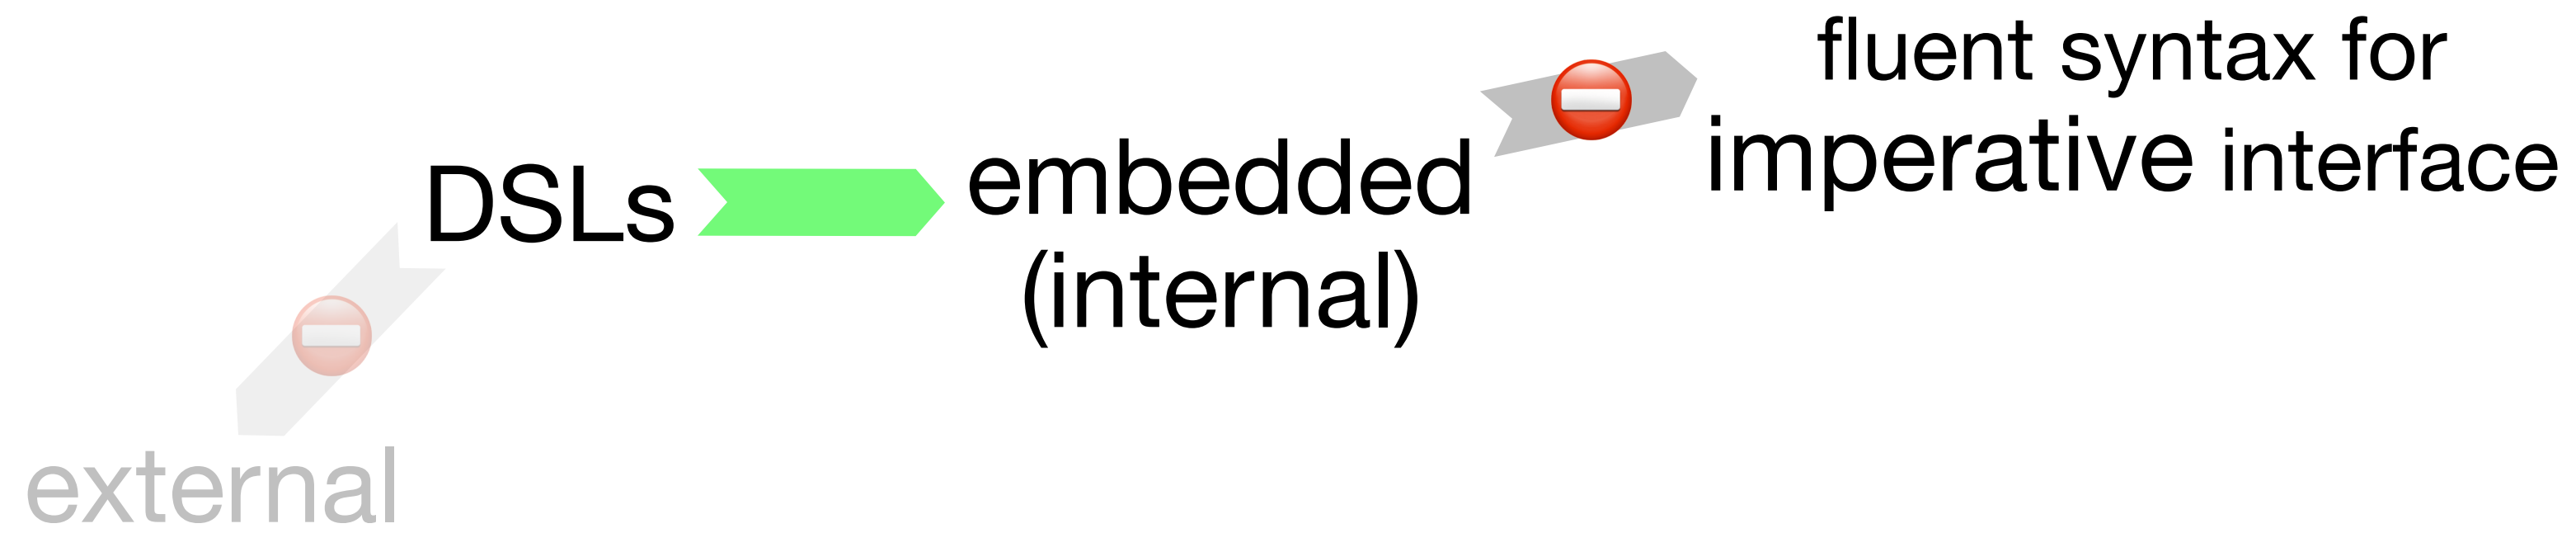 fluent syntax for
imperative interface
DSLs
embedded
(internal)
external